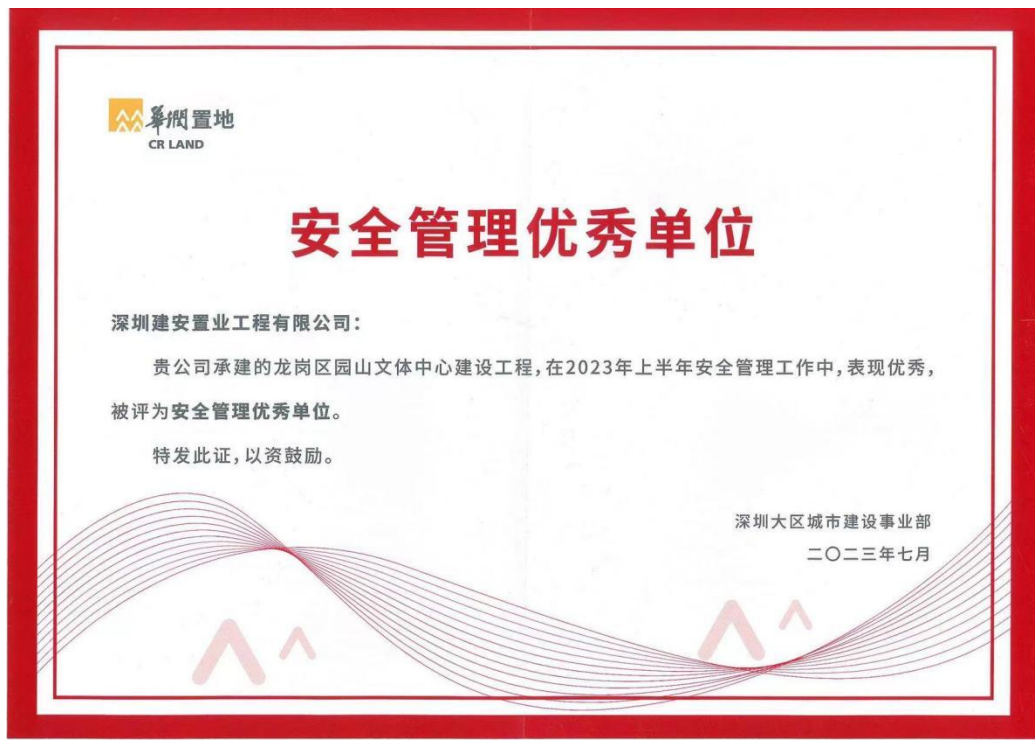 華潤置地
CR LAND
安全管理优秀单位
深圳建安置业工程有限公司：
贵公司承建的龙岗区园山文体中心建设工程，在2023年上半年安全管理工作中，表现优秀，
被评为安全管理优秀单位。
特发此证，以资鼓励。
深圳大区城市建设事业部
二〇二三年七月